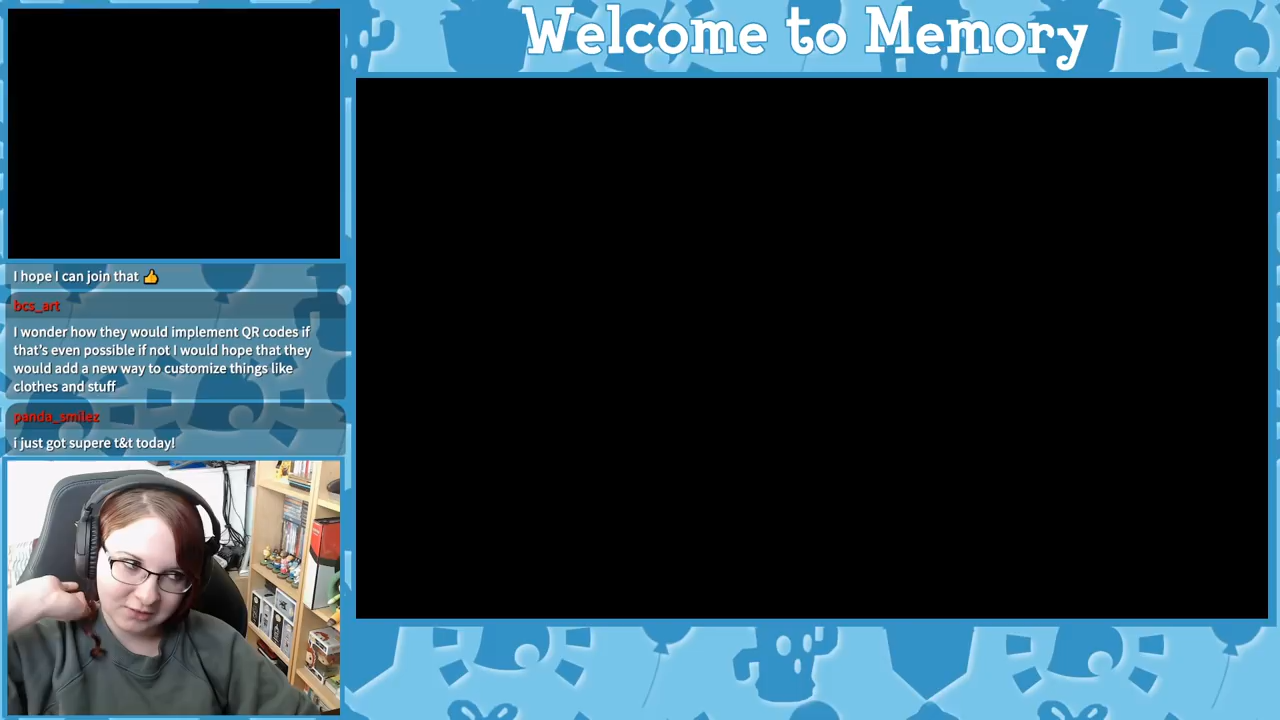 Welcome to Memory
I hope I can join that 👍
bcs_art
I wonder how they would implement QR codes if
that's even possible if not I would hope that they
would add a new way to customize things like
clothes and stuff
panda_smilez
i just got supere t&t today!